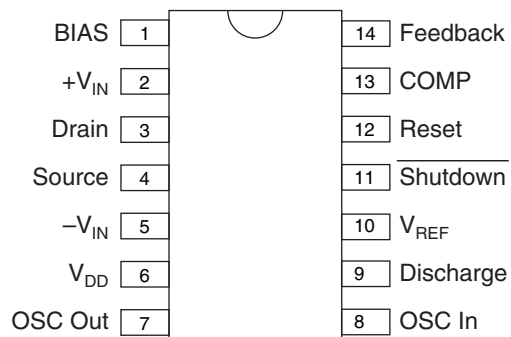 BIAS 1 14 Feedback
+V_IN 2 13 COMP
Drain 3 12 Reset
Source 4 11 S̅h̅u̅t̅d̅o̅w̅n̅
–V_IN 5 10 V_REF
V_DD 6 9 Discharge
OSC Out 7 8 OSC In